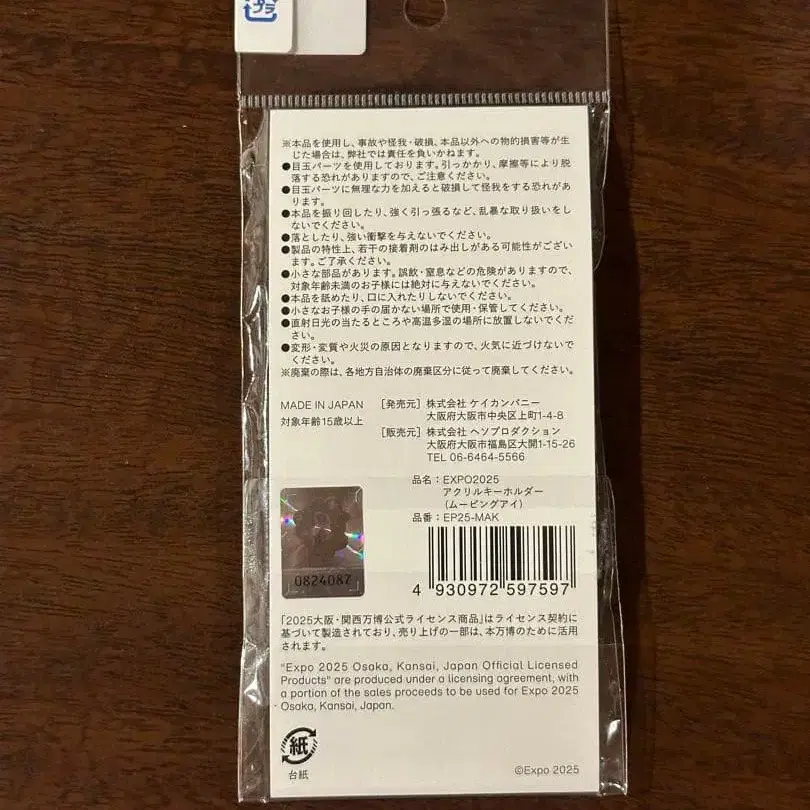 プラ
※本品を使用し、事故や怪我・破損、本品以外への物的損害等が生
じた場合は、弊社では責任を負いかねます。
●目玉パーツを使用しております。引っかかり、摩擦等により脱
落する恐れがありますので、ご注意ください。
●目玉パーツに無理な力を加えると破損して怪我をする恐れがあ
ります。
●本品を振り回したり、強く引っ張るなど、乱暴な取り扱いをし
ないでください。
●落としたり、強い衝撃を与えないでください。
●製品の特性上、若干の接着剤のはみ出しがある可能性がござい
ます。ご了承ください。
●小さな部品があります。誤飲・窒息などの危険がありますので、
対象年齢未満のお子様には絶対に与えないでください。
●本品を舐めたり、口に入れたりしないでください。
●小さなお子様の手の届かない場所で使用・保管してください。
●直射日光の当たるところや高温多湿の場所に放置しないでくだ
さい。
●変形・変質や火災の原因となりますので、火気に近づけないで
ください。
※廃棄の際は、各地方自治体の廃棄区分に従って廃棄してください。
MADE IN JAPAN
対象年齢15歳以上
［発売元］株式会社 ケイカンパニー
大阪府大阪市中央区上町1-4-8
［販売元］株式会社 ヘソプロダクション
大阪府大阪市福島区大開1-15-26
TEL 06-6464-5566
品名：EXPO2025
アクリルキーホルダー
（ムービングアイ）
品番：EP25-MAK
0824087
4 930972 597597
「2025大阪・関西万博公式ライセンス商品」はライセンス契約に
基づいて製造されており、売り上げの一部は、本万博のために活用
されます。
"Expo 2025 Osaka, Kansai, Japan Official Licensed
Products" are produced under a licensing agreement, with
a portion of the sales proceeds to be used for Expo 2025
Osaka, Kansai, Japan.
紙
台紙
©Expo 2025